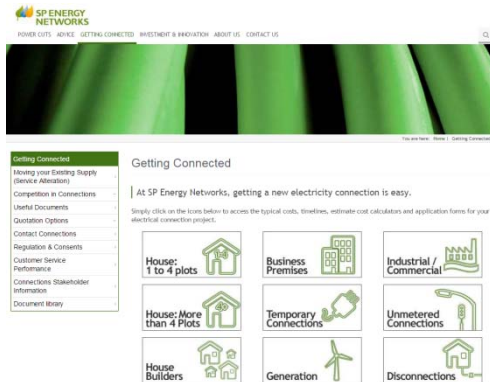 SP ENERGY
NETWORKS
POWER CUTS ADVICE GETTING CONNECTED INVESTMENT & INNOVATION ABOUT US CONTACT US
You are here: Home | Getting Connected
Getting Connected
Moving your Existing Supply
(Service Alteration)
Competition in Connections
Useful Documents
Quotation Options
Contact Connections
Regulation & Consents
Customer Service
Performance
Connections Stakeholder
Information
Document library
Getting Connected
At SP Energy Networks, getting a new electricity connection is easy.
Simply click on the icons below to access the typical costs, timelines, estimate cost calculators and application forms for your
electrical connection project.
House:
1 to 4 plots
Business
Premises
Industrial /
Commercial
House: More
than 4 Plots
Temporary
Connections
Unmetered
Connections
House
Builders
Generation
Disconnections